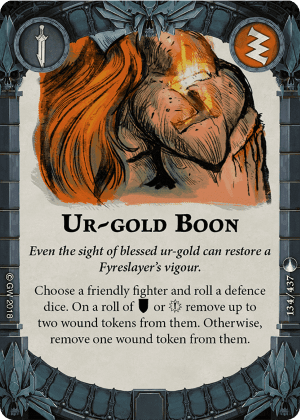 Ur-gold Boon
Even the sight of blessed ur-gold can restore a
Fyreslayer's vigour.
Choose a friendly fighter and roll a defence
dice. On a roll of or remove up to
two wound tokens from them. Otherwise,
remove one wound token from them.
© GW 2018
134/437